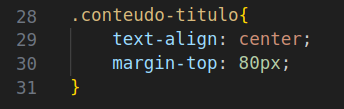 28 .conteudo-titulo{
29     text-align: center;
30     margin-top: 80px;
31 }